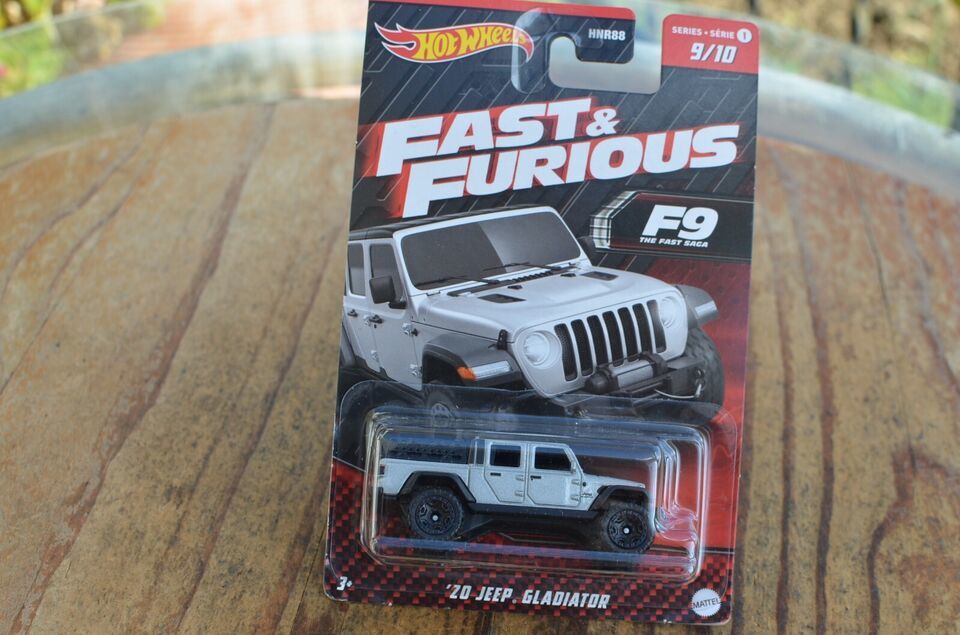 HOT WHEELS
HNR88
SERIES • SÉRIE 1
9/10
FAST &
FURIOUS
F9
THE FAST SAGA
3+
'20 JEEP® GLADIATOR
MATTEL